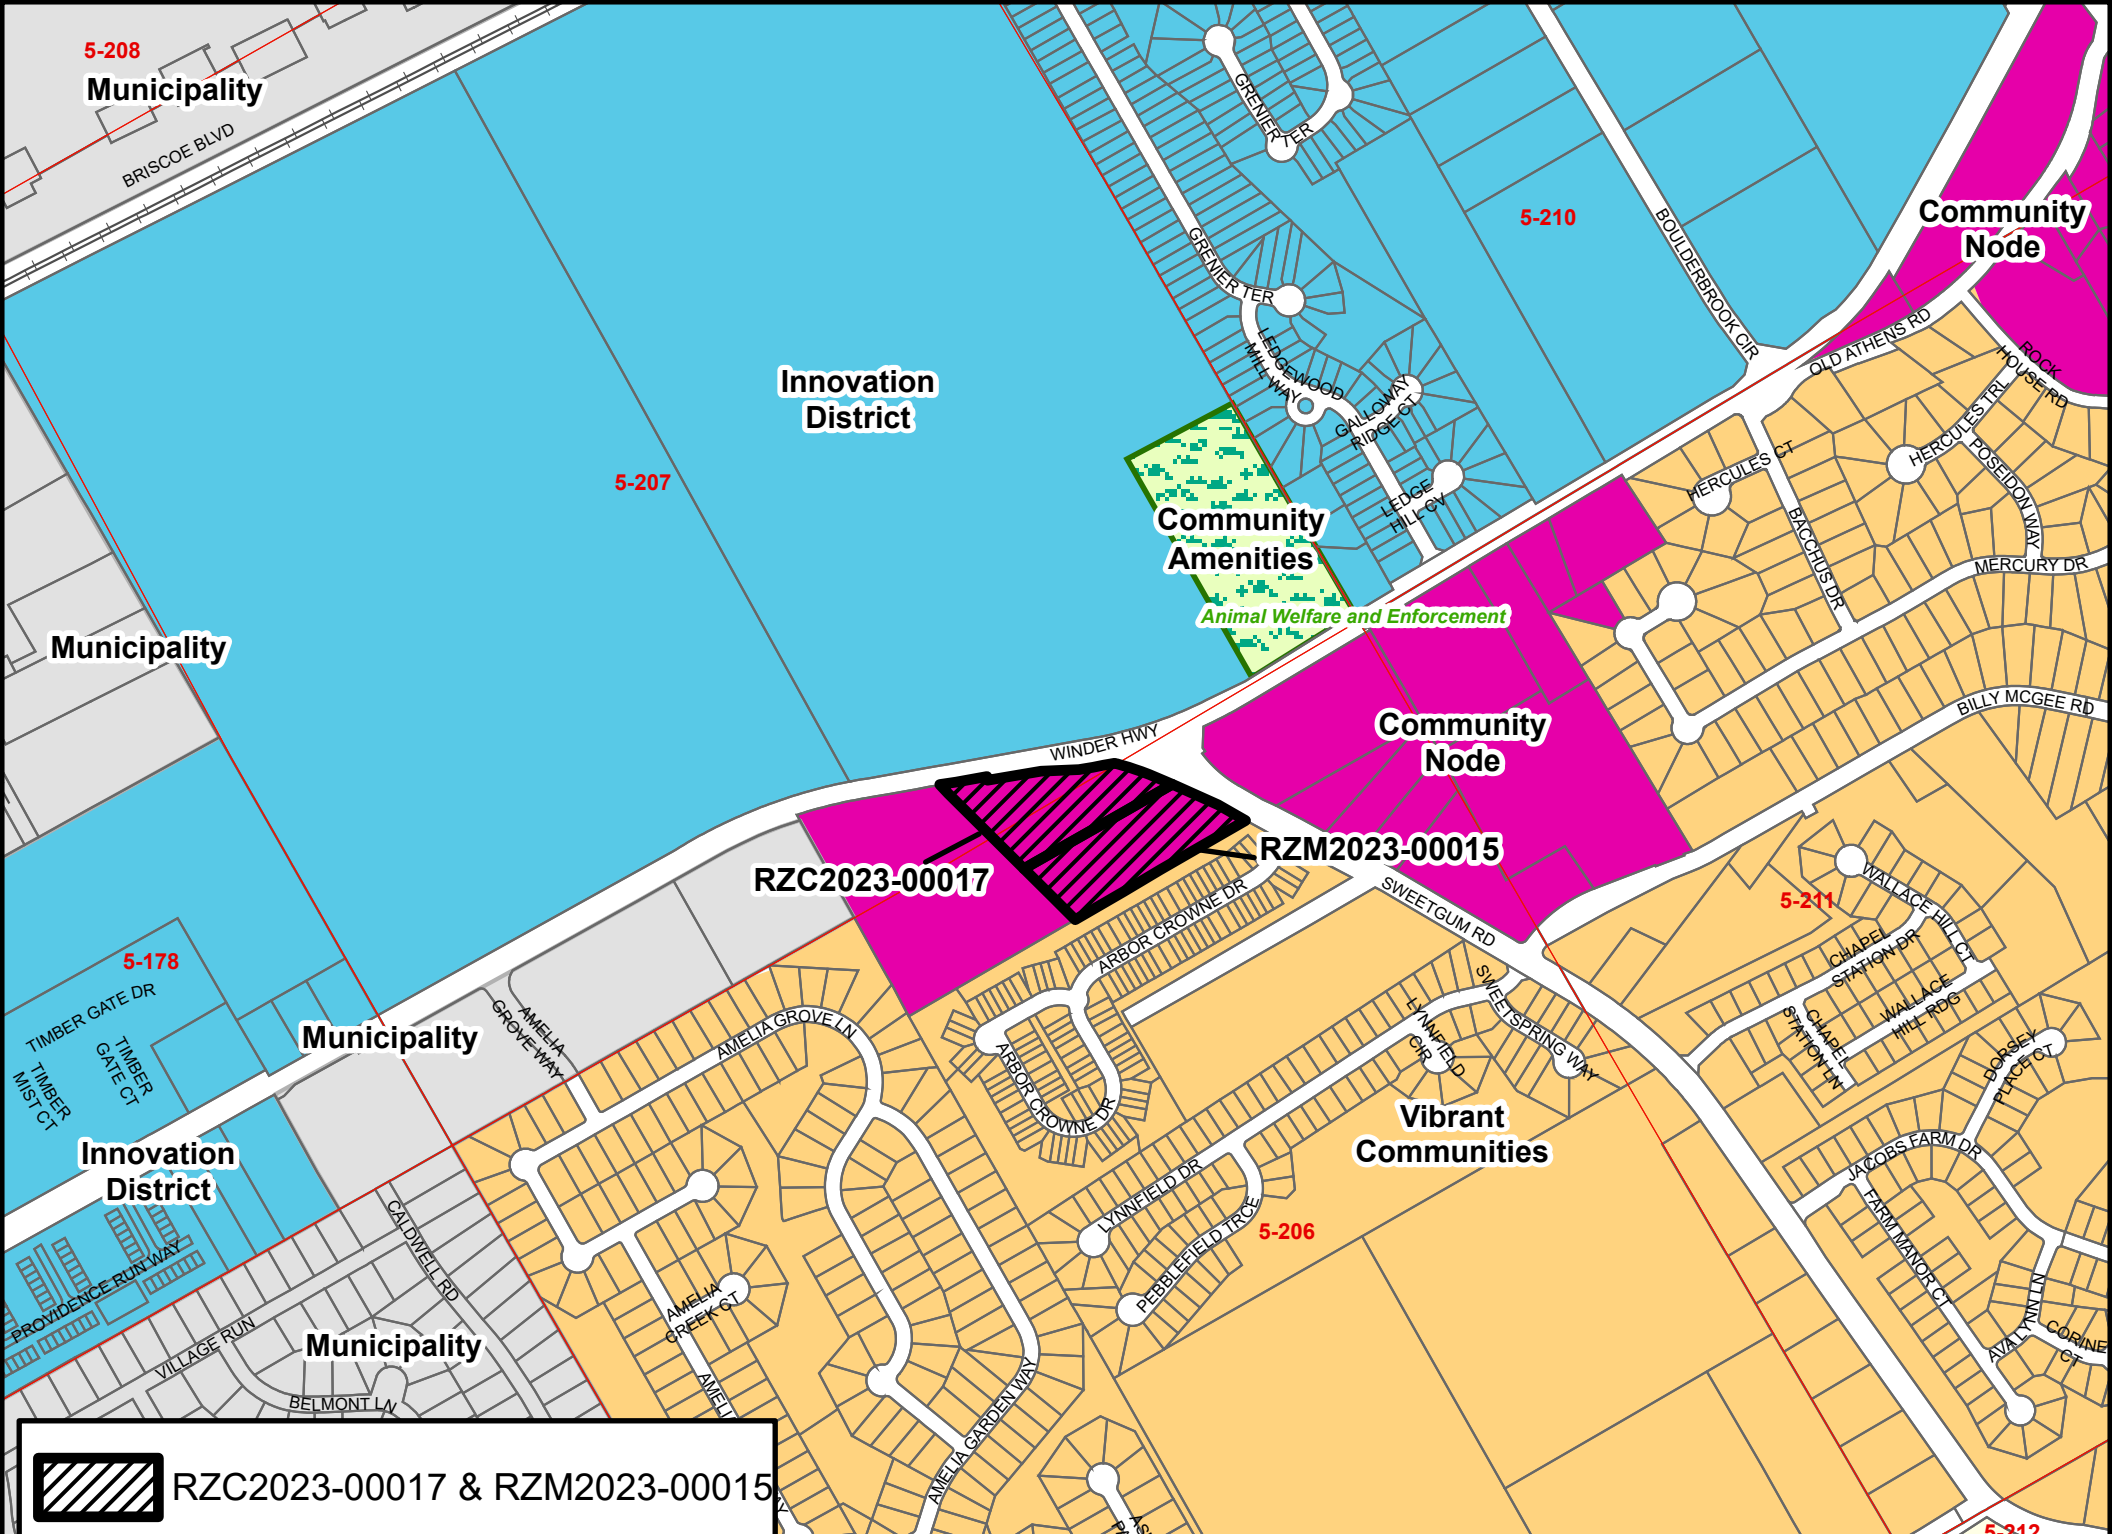 5-208
Municipality
BRISCOE BLVD
GRENIER TER
5-210
BOULDERBROOK CIR
Community
Node
GRENIER TER
OLD ATHENS RD
ROCK
HOUSE RD
LEDGEWOOD
MILL WAY
Innovation
District
GALLOWAY
RIDGE CT
HERCULES TRL
HERCULES CT
POSEIDON WAY
5-207
LEDGE
HILL CV
BACCHUS DR
Community
Amenities
MERCURY DR
Animal Welfare and Enforcement
Municipality
BILLY MCGEE RD
Community
Node
WINDER HWY
RZM2023-00015
RZC2023-00017
ARBOR CROWNE DR
SWEETGUM RD
5-211
WALLACE HILL CT
CHAPEL
STATION DR
5-178
TIMBER GATE DR
TIMBER
GATE CT
TIMBER
MIST CT
Municipality
AMELIA
GROVE WAY
AMELIA GROVE LN
SWEETSPRING WAY
LYNNFIELD
CIR
WALLACE
HILL RDG
CHAPEL
STATION LN
DORSEY
PLACE CT
ARBOR CROWNE DR
Vibrant
Communities
JACOBS FARM DR
Innovation
District
LYNNFIELD DR
PEBBLEFIELD TRCE
5-206
FARM MANOR CT
CALDWELL RD
PROVIDENCE RUN WAY
AMELIA
CREEK CT
VILLAGE RUN
Municipality
AVA LYNN LN
CORINE
CT
BELMONT LN
AMELIA GARDEN WAY
RZC2023-00017 & RZM2023-00015
5-212